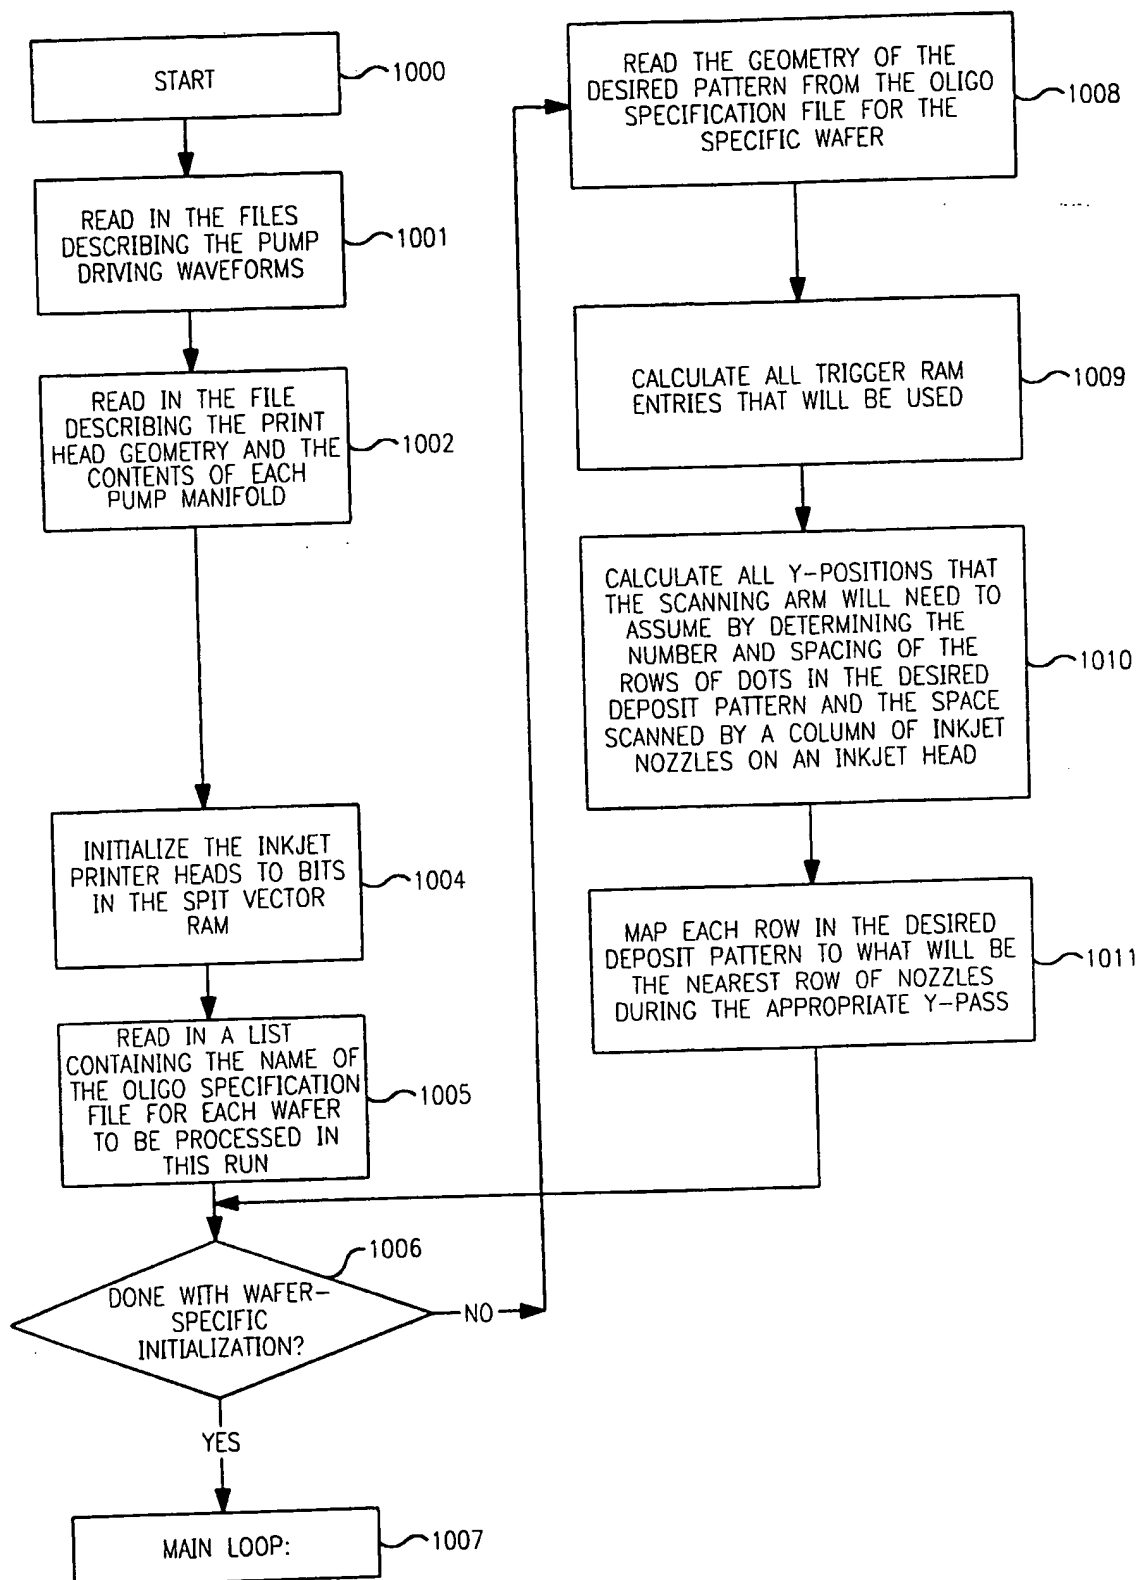 START
1000
READ IN THE FILES
DESCRIBING THE PUMP
DRIVING WAVEFORMS
1001
READ IN THE FILE
DESCRIBING THE PRINT
HEAD GEOMETRY AND THE
CONTENTS OF EACH
PUMP MANIFOLD
1002
INITIALIZE THE INKJET
PRINTER HEADS TO BITS
IN THE SPIT VECTOR
RAM
1004
READ IN A LIST
CONTAINING THE NAME OF
THE OLIGO SPECIFICATION
FILE FOR EACH WAFER
TO BE PROCESSED IN
THIS RUN
1005
1006
DONE WITH WAFER-
SPECIFIC
INITIALIZATION?
NO
YES
MAIN LOOP:
1007
READ THE GEOMETRY OF THE
DESIRED PATTERN FROM THE OLIGO
SPECIFICATION FILE FOR THE
SPECIFIC WAFER
1008
CALCULATE ALL TRIGGER RAM
ENTRIES THAT WILL BE USED
1009
CALCULATE ALL Y-POSITIONS THAT
THE SCANNING ARM WILL NEED TO
ASSUME BY DETERMINING THE
NUMBER AND SPACING OF THE
ROWS OF DOTS IN THE DESIRED
DEPOSIT PATTERN AND THE SPACE
SCANNED BY A COLUMN OF INKJET
NOZZLES ON AN INKJET HEAD
1010
MAP EACH ROW IN THE DESIRED
DEPOSIT PATTERN TO WHAT WILL BE
THE NEAREST ROW OF NOZZLES
DURING THE APPROPRIATE Y-PASS
1011